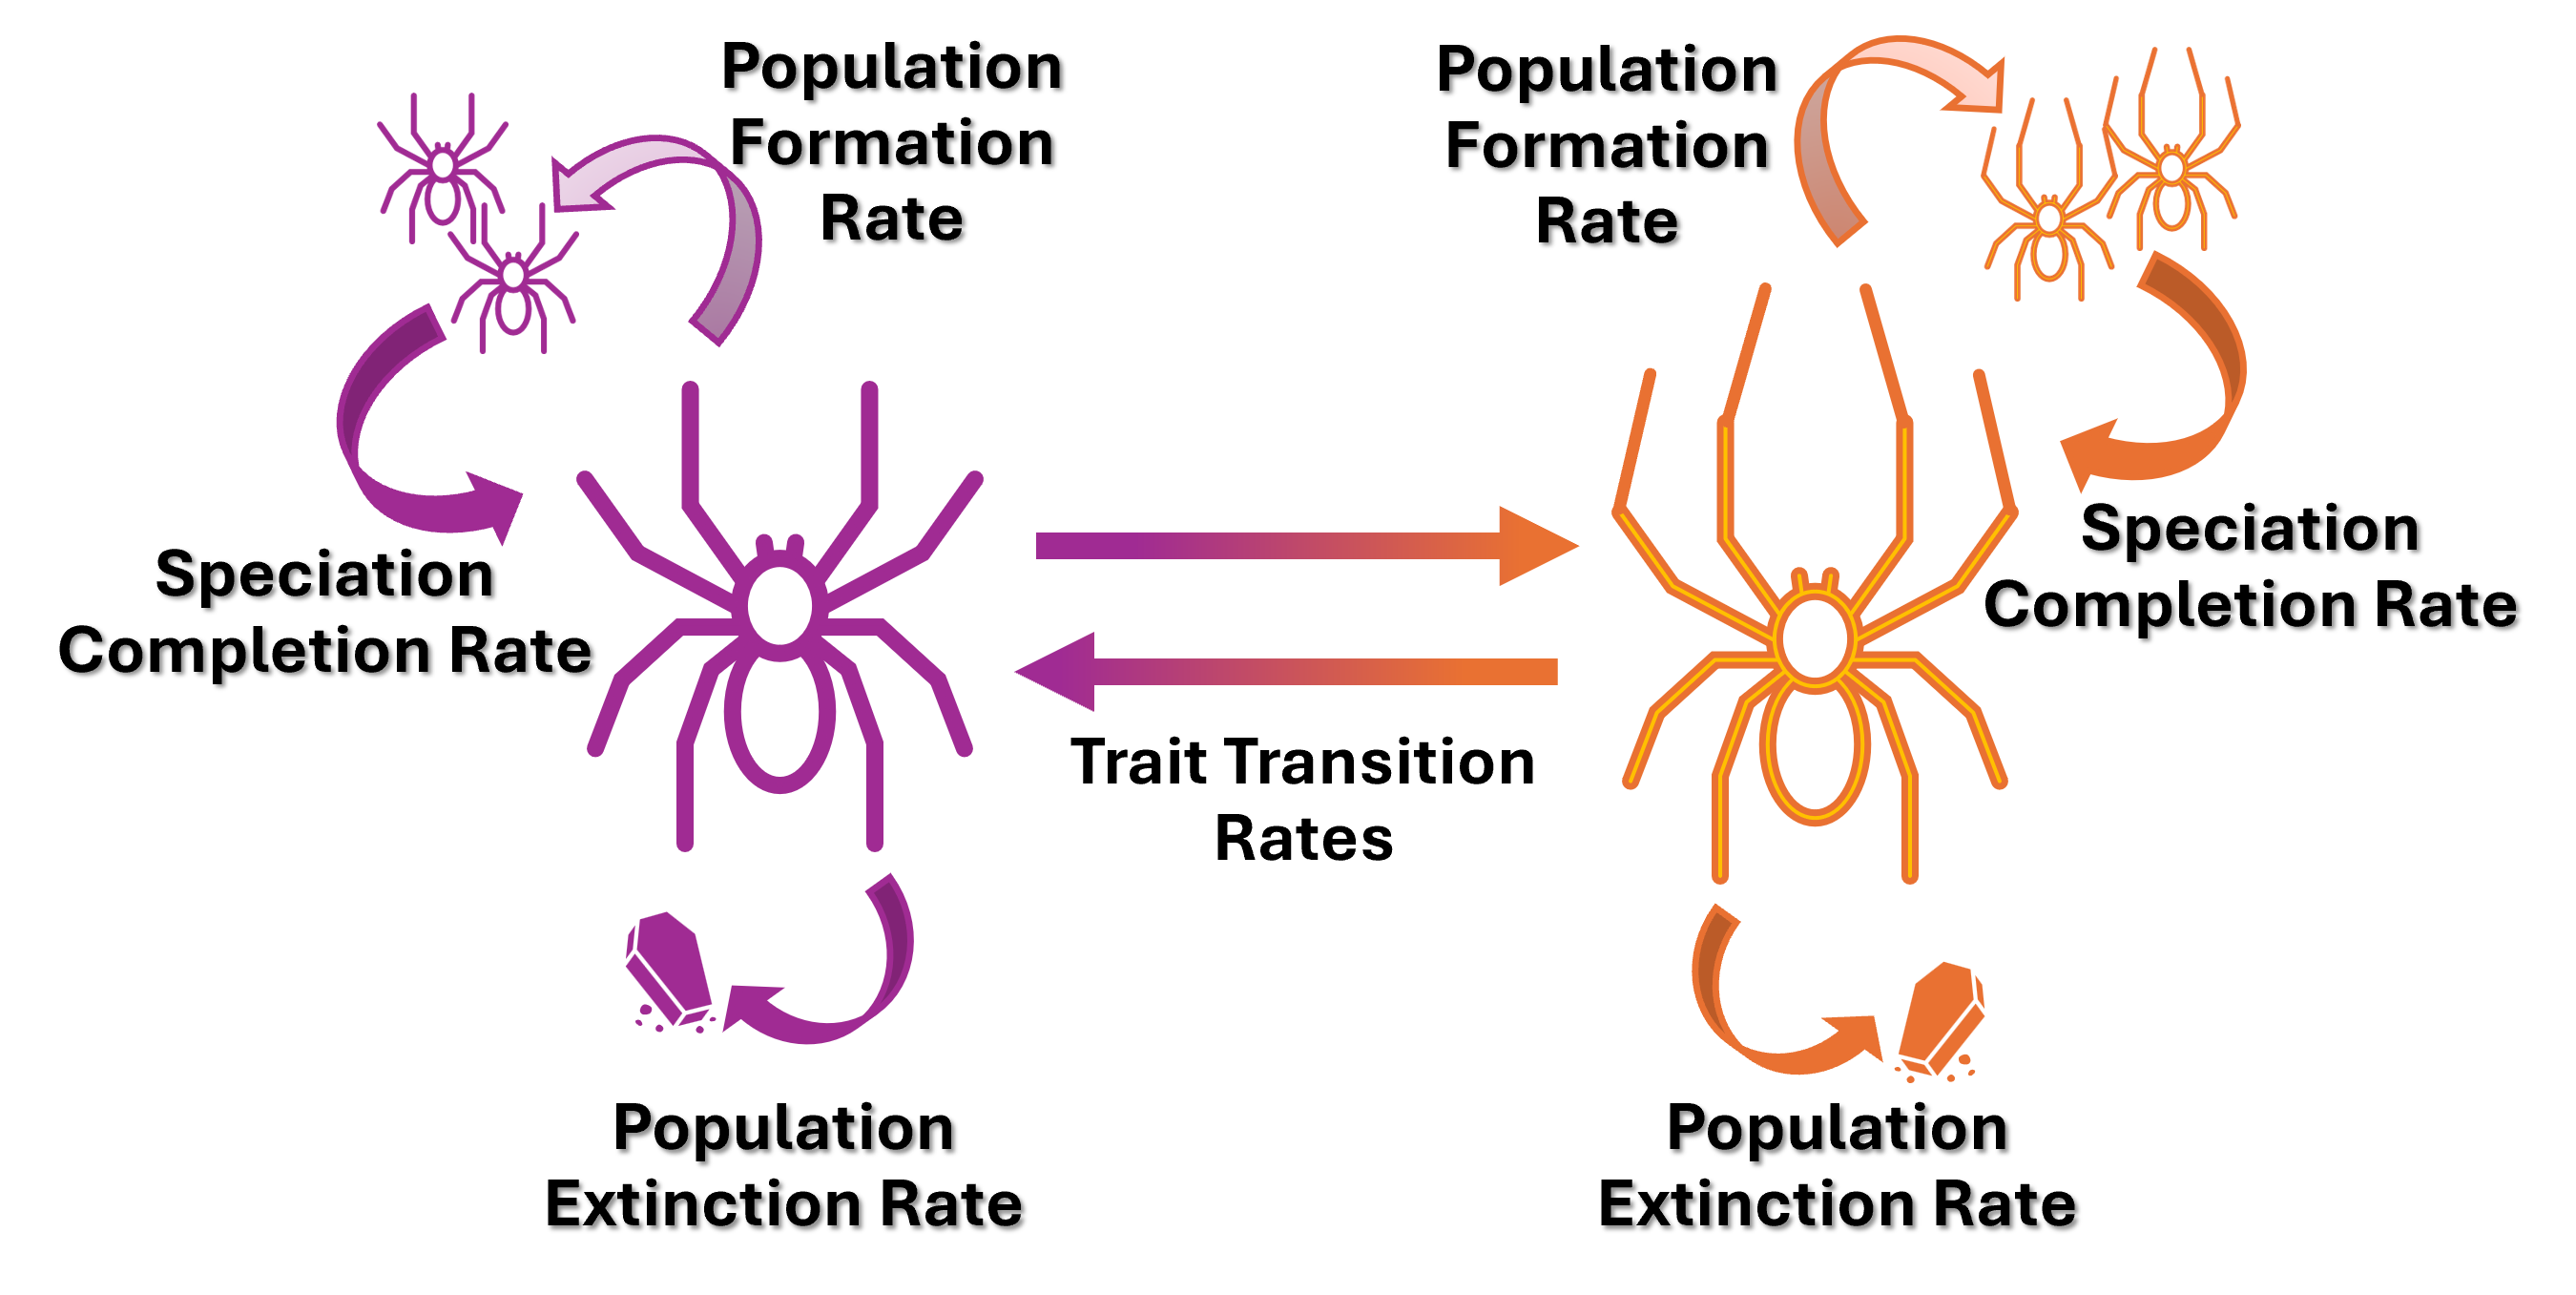 Population
Formation
Rate
Population
Formation
Rate
Speciation
Completion Rate
Speciation
Completion Rate
Trait Transition
Rates
Population
Extinction Rate
Population
Extinction Rate